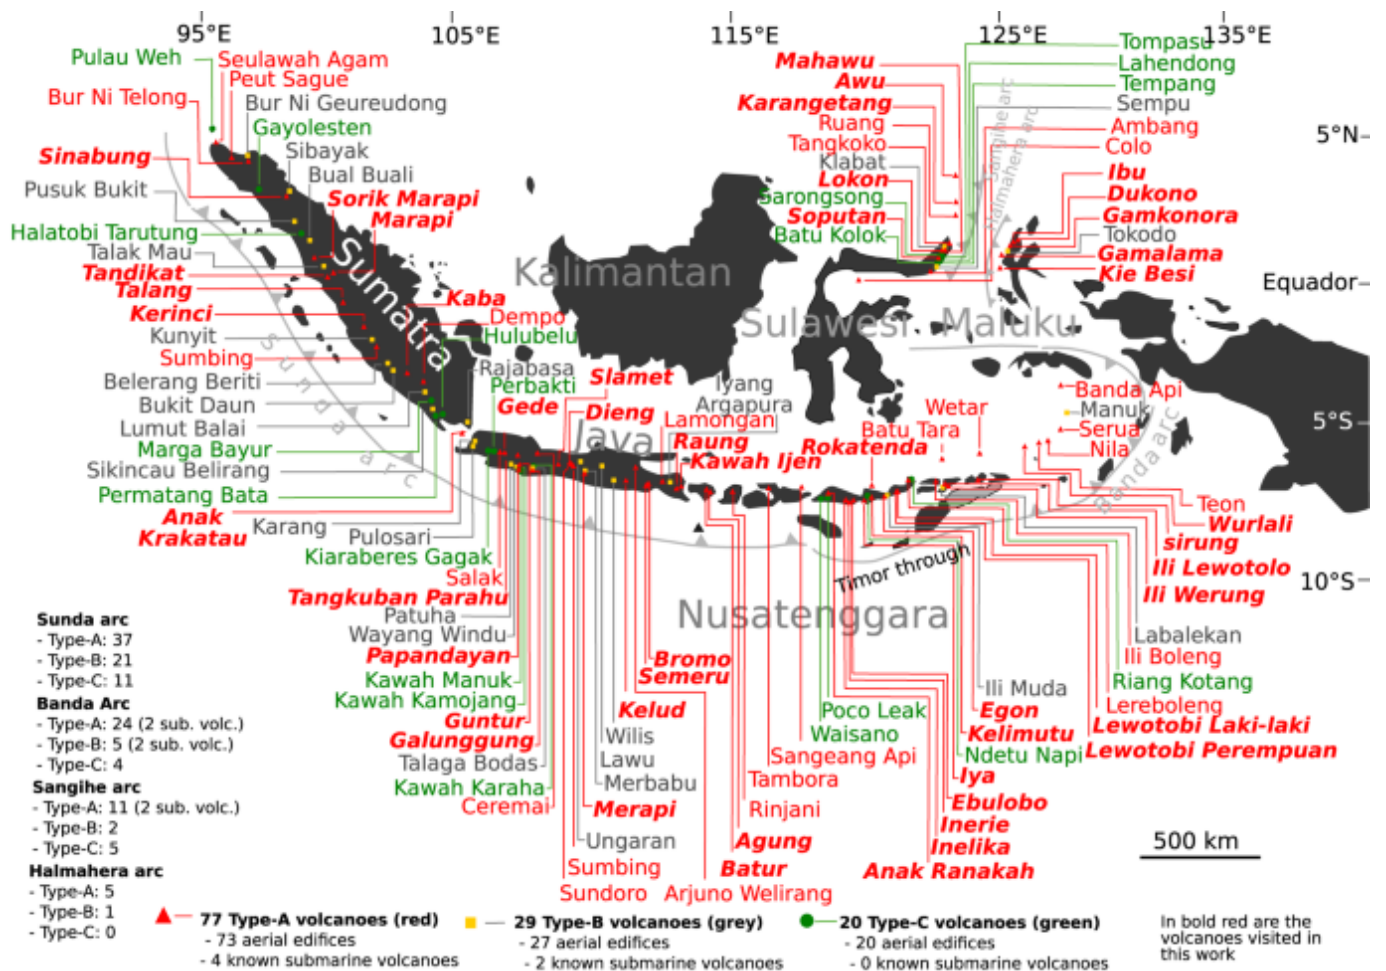 95°E
105°E
115°E
125°E
135°E
Pulau Weh
Seulawah Agam
Peut Sague
Bur Ni Telong
Bur Ni Geureudong
Gayolesten
Sinabung
Sibayak
Bual Buali
Pusuk Bukit
Sorik Marapi
Marapi
Halatobi Tarutung
Talak Mau
Tandikat
Talang
Kerinci
Kunyit
Sumbing
Belerang Beriti
Bukit Daun
Lumut Balai
Marga Bayur
Sikincau Belirang
Permatang Bata
Anak
Krakatau
Sumatra
Sunda arc
Kaba
Dempo
Hulubelu
Rajabasa
Perbakti
Gede
Slamet
Dieng
Java
Iyang
Argapura
Lamongan
Raung
Kawah Ijen
Kalimantan
Sulawesi
Maluku
Mahawu
Awu
Karangetang
Ruang
Tangkoko
Klabat
Lokon
Sarongsong
Soputan
Batu Kolok
Tompasu
Lahendong
Tempang
Sempu
Ambang
Colo
Ibu
Dukono
Gamkonora
Tokodo
Gamalama
Kie Besi
Sangihe arc
Halmahera arc
5°N
Equador
5°S
10°S
Banda Api
Manuk
Serua
Nila
Banda arc
Wetar
Batu Tara
Rokatenda
Teon
Wurlali
sirung
Ili Lewotolo
Ili Werung
Labalekan
Ili Boleng
Riang Kotang
Lereboleng
Lewotobi Laki-laki
Lewotobi Perempuan
Timor through
Nusatenggara
Karang
Pulosari
Kiaraberes Gagak
Salak
Tangkuban Parahu
Patuha
Wayang Windu
Papandayan
Kawah Manuk
Kawah Kamojang
Guntur
Galunggung
Talaga Bodas
Kawah Karaha
Ceremai
Bromo
Semeru
Kelud
Wilis
Lawu
Merbabu
Merapi
Ungaran
Sumbing
Sundoro
Arjuno Welirang
Batur
Agung
Rinjani
Tambora
Sangeang Api
Waisano
Poco Leak
Ili Muda
Egon
Kelimutu
Ndetu Napi
Iya
Ebulobo
Inerie
Inelika
Anak Ranakah
500 km
Sunda arc
- Type-A: 37
- Type-B: 21
- Type-C: 11
Banda Arc
- Type-A: 24 (2 sub. volc.)
- Type-B: 5 (2 sub. volc.)
- Type-C: 4
Sangihe arc
- Type-A: 11 (2 sub. volc.)
- Type-B: 2
- Type-C: 5
Halmahera arc
- Type-A: 5
- Type-B: 1
- Type-C: 0
77 Type-A volcanoes (red)
- 73 aerial edifices
- 4 known submarine volcanoes
29 Type-B volcanoes (grey)
- 27 aerial edifices
- 2 known submarine volcanoes
20 Type-C volcanoes (green)
- 20 aerial edifices
- 0 known submarine volcanoes
In bold red are the
volcanoes visited in
this work